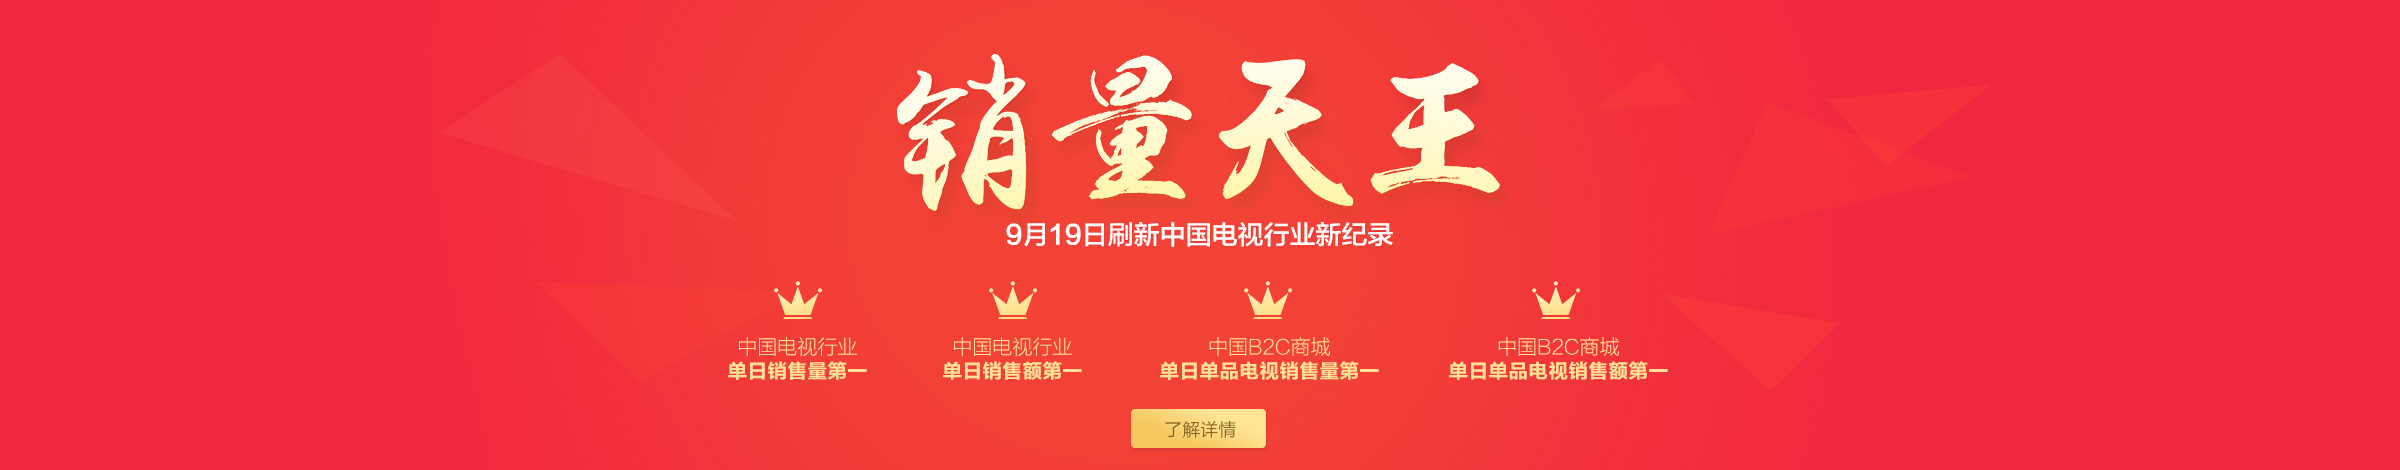 销量天王
9月19日刷新中国电视行业新纪录
中国电视行业
单日销售量第一
中国电视行业
单日销售额第一
中国B2C商城
单日单品电视销售量第一
中国B2C商城
单日单品电视销售额第一
了解详情